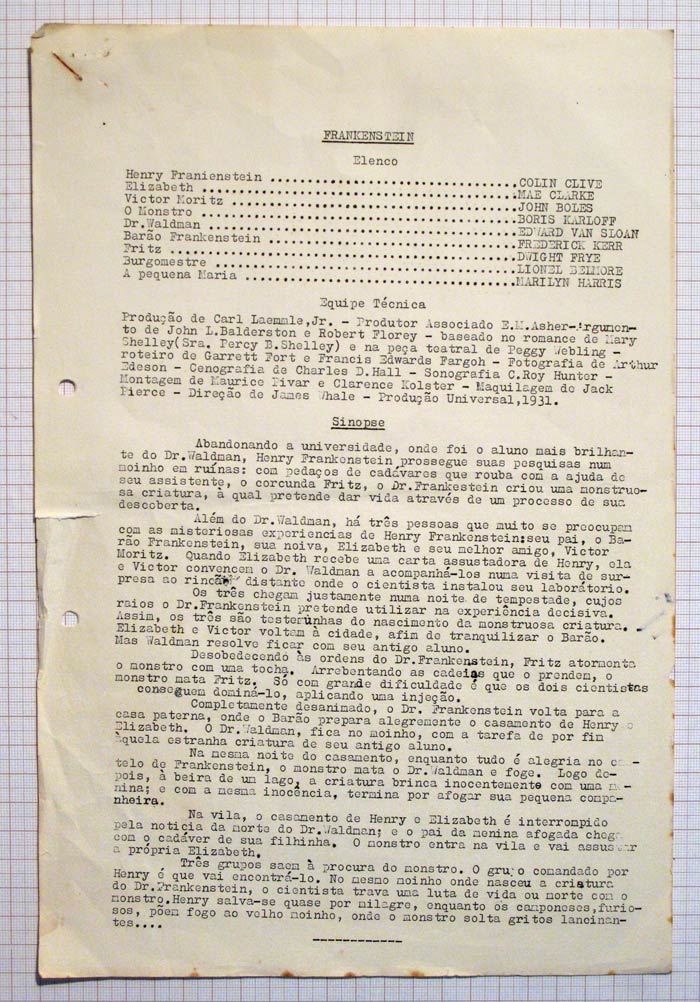 FRANKENSTEIN
Elenco
Henry Franienstein ........................................COLIN CLIVE
Elizabeth ........................................MAE CLARKE
Victor Moritz ........................................JOHN BOLES
O Monstro ........................................BORIS KARLOFF
Dr.Waldman ........................................EDWARD VAN SLOAN
Barão Frankenstein ........................................FREDERICK KERR
Fritz ........................................DWIGHT FRYE
Burgomestre ........................................LIONEL BELMORE
A pequena Maria ........................................MARILYN HARRIS
Equipe Técnica
Produção de Carl Laemmle,Jr. - Produtor Associado E.M.Asher-Argumen-
to de John L.Balderston e Robert Florey - baseado no romance de Mary
Shelley(Sra. Percy B.Shelley) e na peça teatral de Peggy Webling -
roteiro de Garrett Fort e Francis Edwards Fargoh - Fotografia de Arthur
Edeson - Cenografia de Charles D.Hall - Sonografia C.Roy Hunter -
Montagem de Maurice Pivar e Clarence Kolster - Maquilagem de Jack
Pierce - Direção de James Whale - Produção Universal,1931.
Sinopse
Abandonando a universidade, onde foi o aluno mais brilhan-
te do Dr.Waldman, Henry Frankenstein prossegue suas pesquisas num
moinho em ruínas: com pedaços de cadávares que rouba com a ajuda de
seu assistente, o corcunda Fritz, o Dr.Frankestein criou uma monstruo-
sa criatura, à qual pretende dar vida através de um processo de sua
descoberta.
Além do Dr.Waldman, há três pessoas que muito se preocupam
com as misteriosas experiencias de Henry Frankenstein:seu pai, o Ba-
rão Frankenstein, sua noiva, Elizabeth e seu melhor amigo, Victor
Moritz. Quando Elizabeth recebe uma carta assustadora de Henry, ela
e Victor convencem o Dr. Waldman a acompanhá-los numa visita de sur-
presa ao rincão distante onde o cientista instalou seu laboratório.
Os três chegam justamente numa noite de tempestade, cujos
raios o Dr.Frankenstein pretende utilizar na experiência decisiva.
Assim, os três são testemúnhas do nascimento da monstruosa criatura.
Elizabeth e Victor voltam à cidade, afim de tranquilizar o Barão.
Mas Waldman resolve ficar com seu antigo aluno.
Desobedecendo às ordens do Dr.Frankenstein, Fritz atormenta
o monstro com uma tocha. Arrebentando as cadeias que o prendem, o
monstro mata Fritz. Só com grande dificuldade é que os dois cientistas
conseguem dominá-lo, aplicando uma injeção.
Completamente desanimado, o Dr. Frankenstein volta para a
casa paterna, onde o Barão prepara alegremente o casamento de Henry e
Elizabeth. O Dr.Waldman, fica no moinho, com a tarefa de por fim
àquela estranha criatura de seu antigo aluno.
Na mesma noite do casamento, enquanto tudo é alegria no cas-
telo de Frankenstein, o monstro mata o Dr.Waldman e foge. Logo de-
pois, à beira de um lago, a criatura brinca inocentemente com uma me-
nina; e com a mesma inocência, termina por afogar sua pequena compa-
nheira.
Na vila, o casamento de Henry e Elizabeth é interrompido
pela noticia da morte do Dr.Waldman; e o pai da menina afogada chega
com o cadáver de sua filhinha. O monstro entra na vila e vai assustar
a própria Elizabeth.
Três grupos saem à procura do monstro. O grupo comandado por
Henry é que vai encontrá-lo. No mesmo moinho onde nasceu a criatura
do Dr.Frankenstein, o cientista trava uma luta de vida ou morte com o
monstro.Henry salva-se quase por milagre, enquanto os camponeses,furio-
sos, põem fogo ao velho moinho, onde o monstro solta gritos lancinan-
tes....
-------------